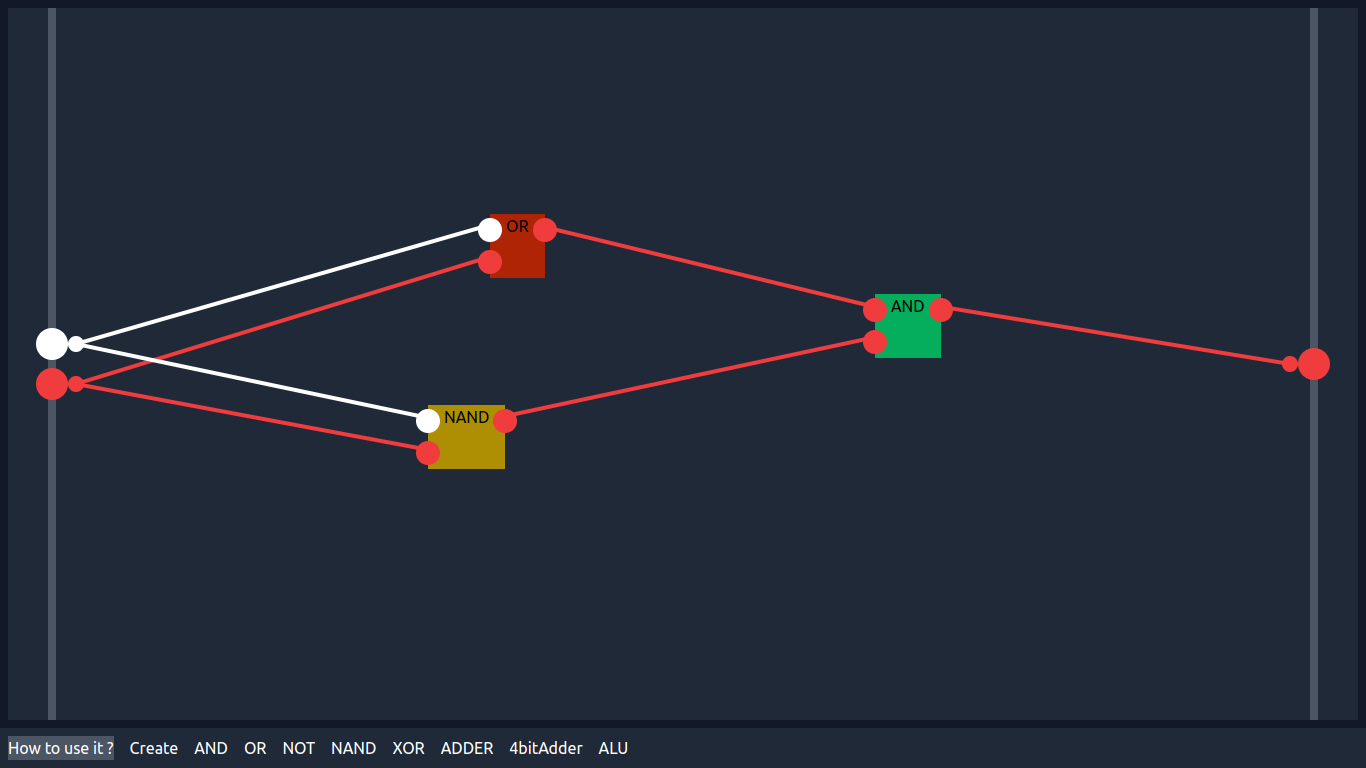 OR
AND
NAND
How to use it ? Create AND OR NOT NAND XOR ADDER 4bitAdder ALU